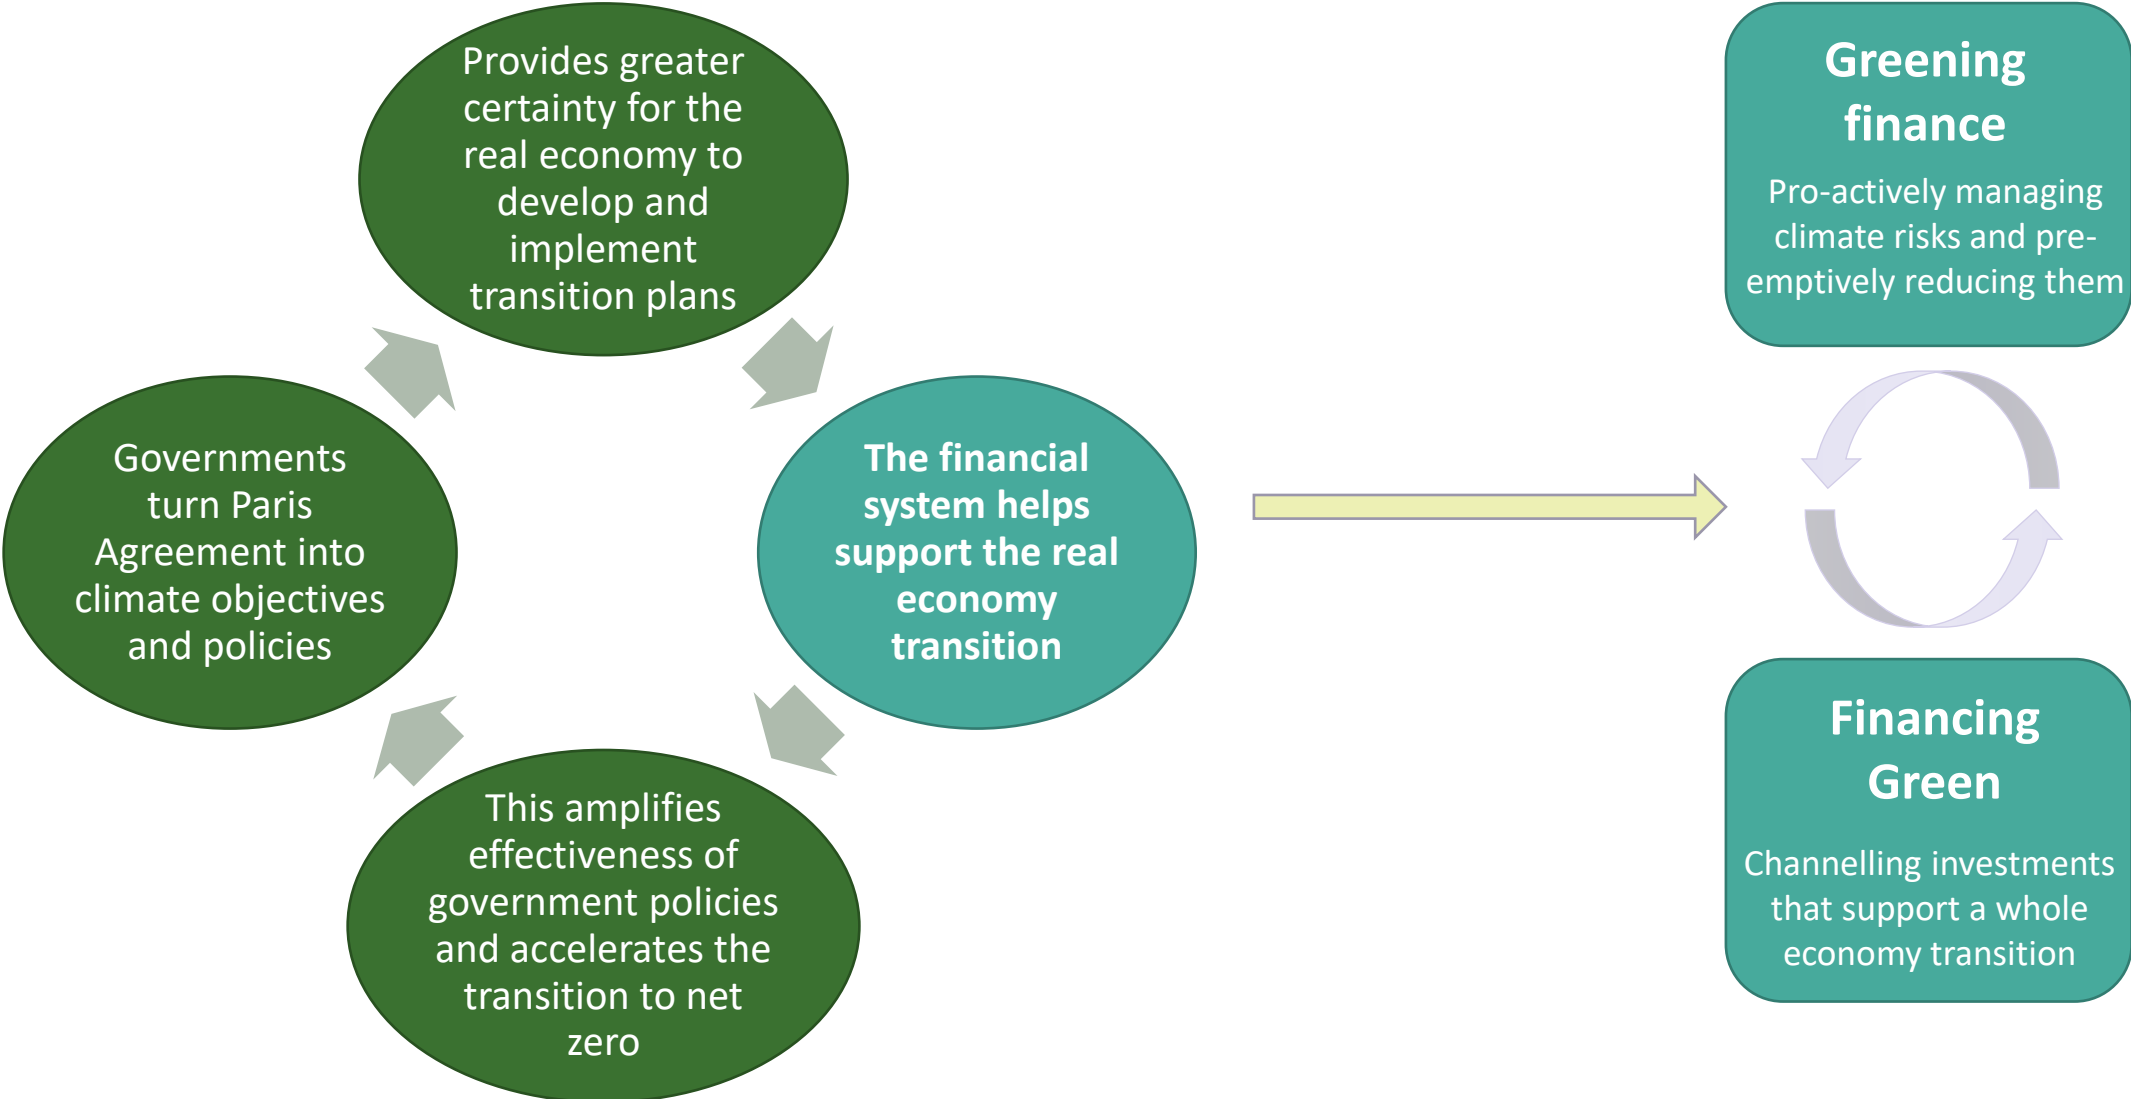 Provides greater
certainty for the
real economy to
develop and
implement
transition plans
Governments
turn Paris
Agreement into
climate objectives
and policies
The financial
system helps
support the real
economy
transition
This amplifies
effectiveness of
government policies
and accelerates the
transition to net
zero
Greening
finance
Pro-actively managing
climate risks and pre-
emptively reducing them
Financing
Green
Channelling investments
that support a whole
economy transition